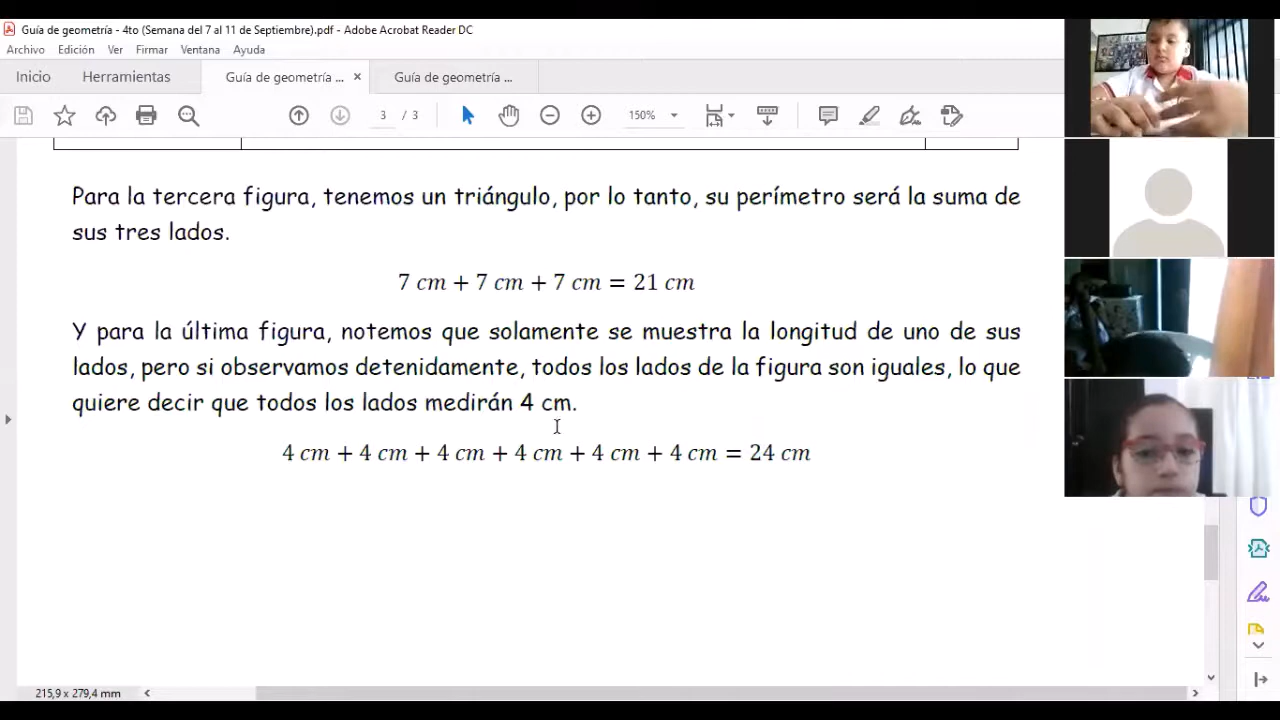 Guía de geometría - 4to (Semana del 7 al 11 de Septiembre).pdf - Adobe Acrobat Reader DC
Archivo Edición Ver Firmar Ventana Ayuda
Inicio Herramientas Guía de geometría ... × Guía de geometría ...
3 / 3 150%
Para la tercera figura, tenemos un triángulo, por lo tanto, su perímetro será la suma de
sus tres lados.
7 cm + 7 cm + 7 cm = 21 cm
Y para la última figura, notemos que solamente se muestra la longitud de uno de sus
lados, pero si observamos detenidamente, todos los lados de la figura son iguales, lo que
quiere decir que todos los lados medirán 4 cm.
4 cm + 4 cm + 4 cm + 4 cm + 4 cm + 4 cm = 24 cm
215,9 x 279,4 mm